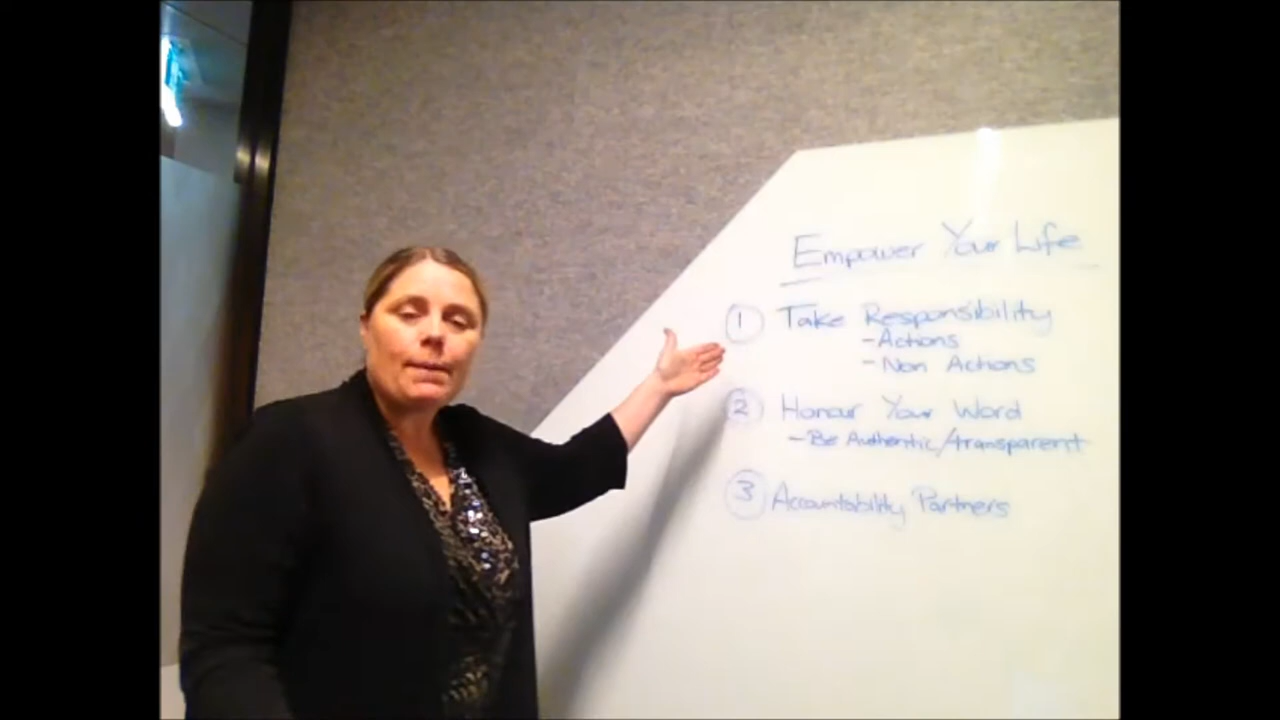 Empower Your Life
1 Take Responsibility
- Actions
- Non Actions
2 Honour Your Word
- Be Authentic/transparent
3 Accountability Partners